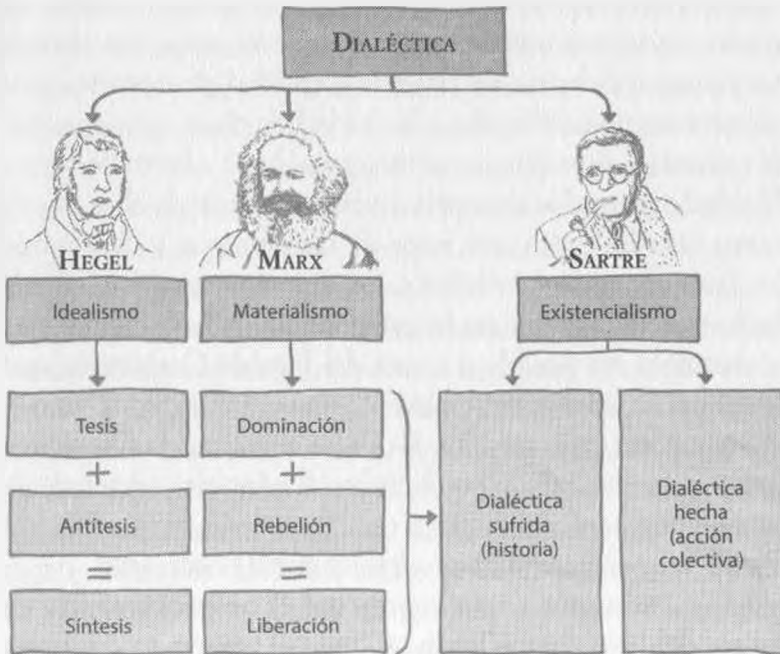 DIALÉCTICA
HEGEL
MARX
SARTRE
Idealismo
Materialismo
Existencialismo
Tesis
Dominación
+
+
Antítesis
Rebelión
=
=
Síntesis
Liberación
Dialéctica
sufrida
(historia)
Dialéctica
hecha
(acción
colectiva)